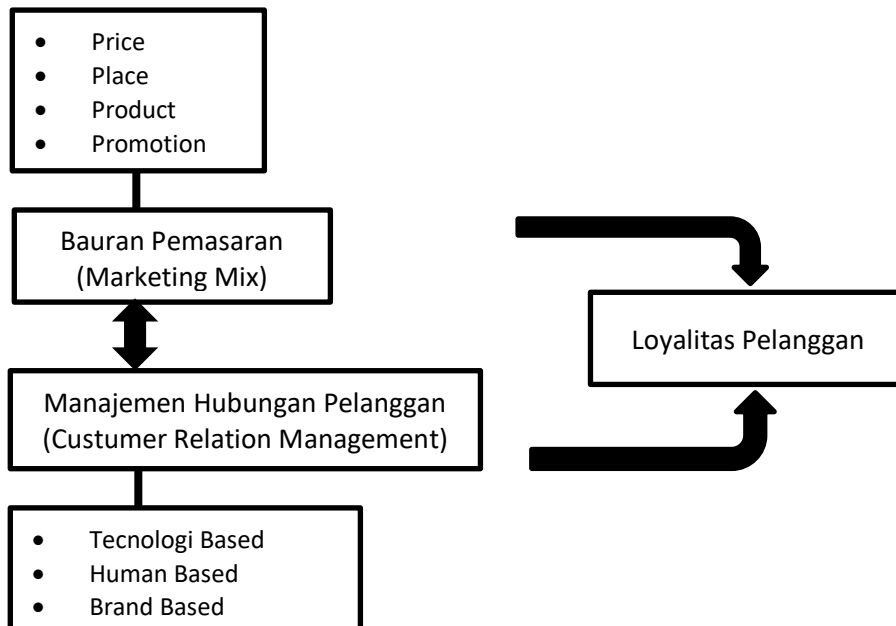 • Price
• Place
• Product
• Promotion
Bauran Pemasaran
(Marketing Mix)
Loyalitas Pelanggan
Manajemen Hubungan Pelanggan
(Custumer Relation Management)
• Tecnologi Based
• Human Based
• Brand Based